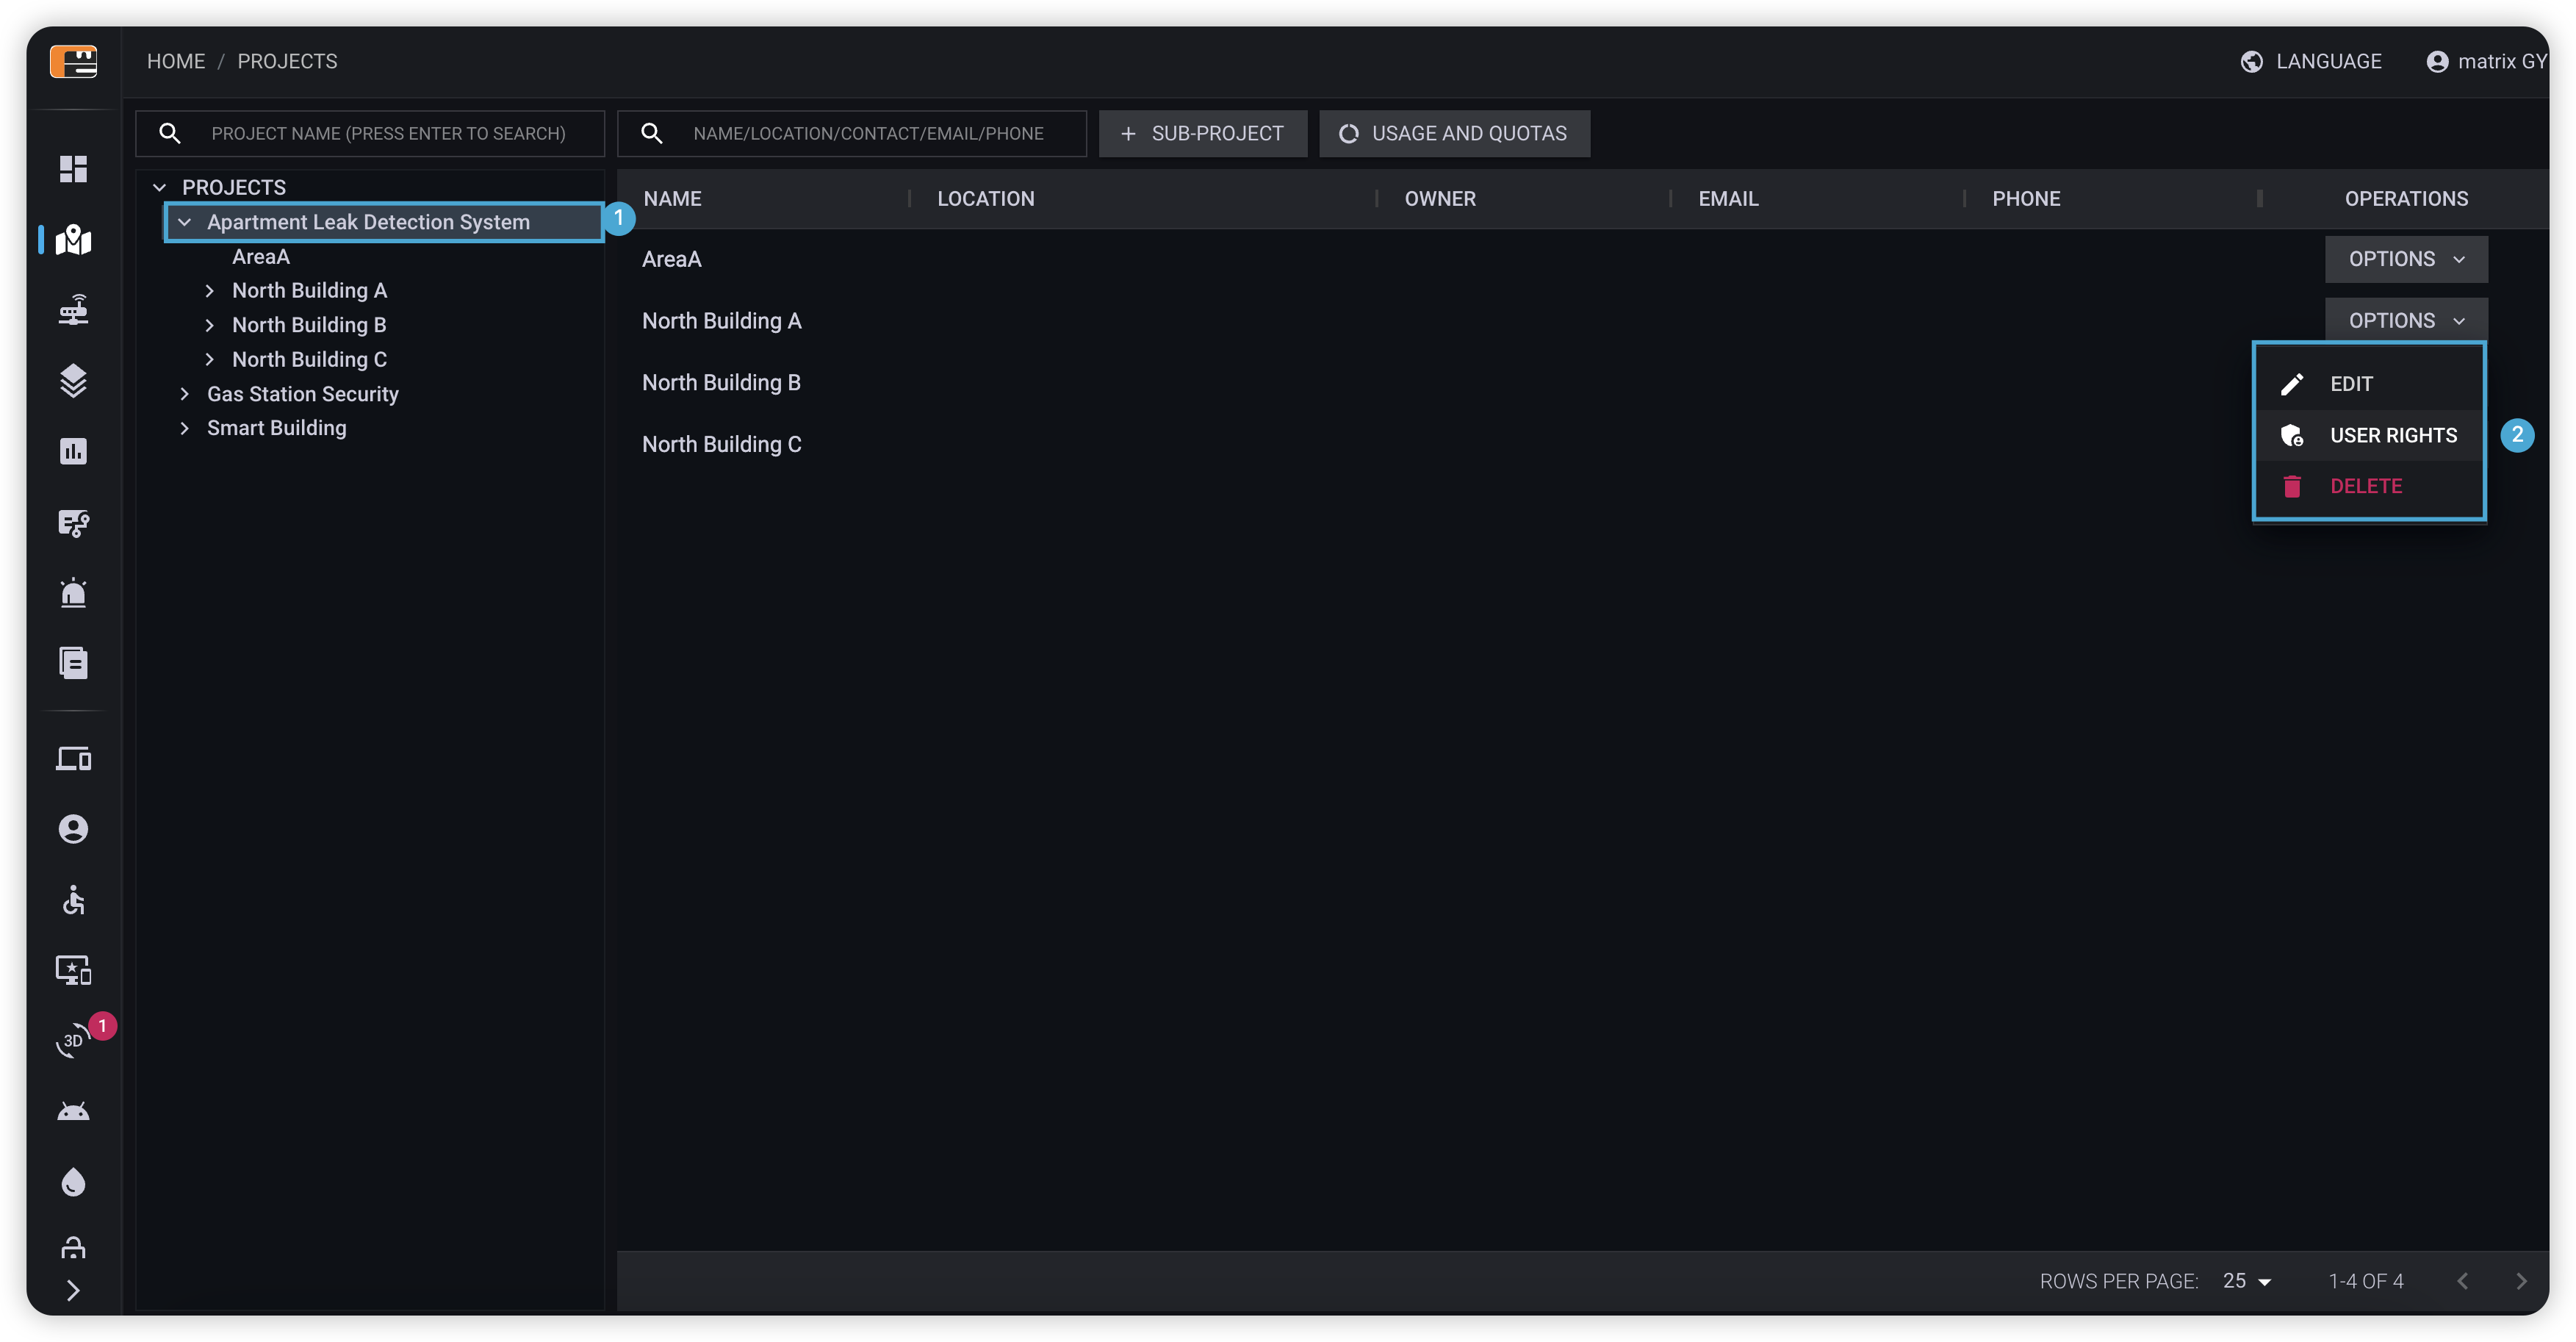 HOME / PROJECTS
LANGUAGE
matrix GY
PROJECT NAME (PRESS ENTER TO SEARCH)
NAME/LOCATION/CONTACT/EMAIL/PHONE
+ SUB-PROJECT
USAGE AND QUOTAS
PROJECTS
Apartment Leak Detection System
1
AreaA
North Building A
North Building B
North Building C
Gas Station Security
Smart Building
NAME
LOCATION
OWNER
EMAIL
PHONE
OPERATIONS
AreaA
OPTIONS
North Building A
OPTIONS
North Building B
North Building C
EDIT
USER RIGHTS
2
DELETE
3D
1
ROWS PER PAGE: 25
1-4 OF 4